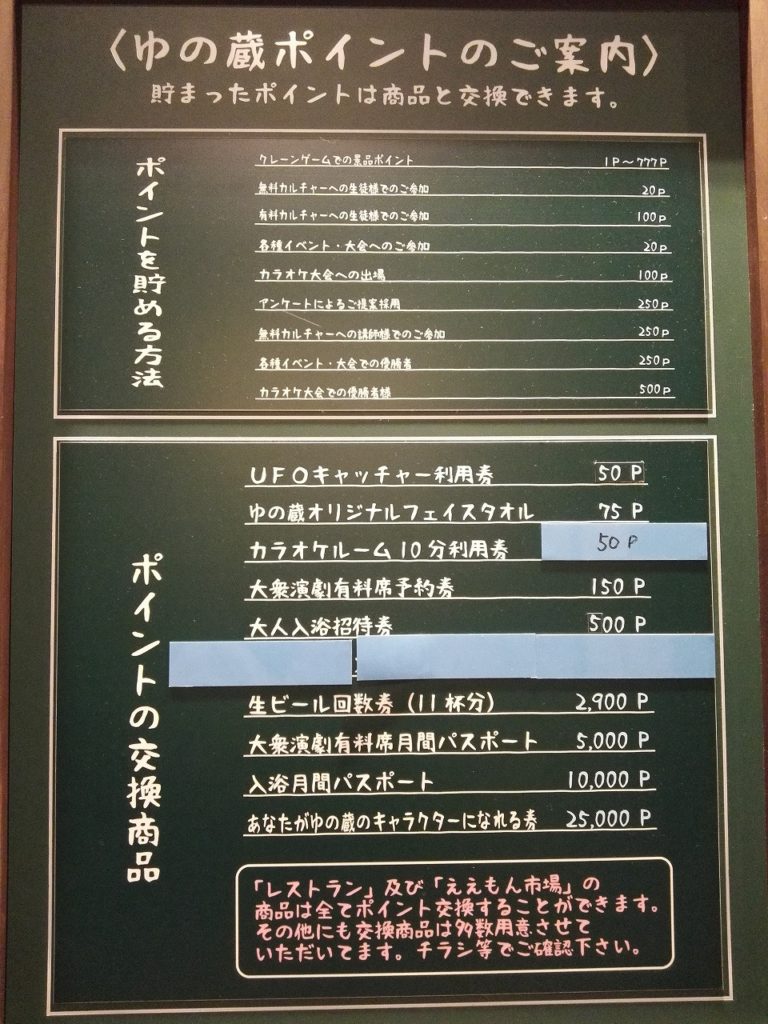 〈ゆの蔵ポイントのご案内〉
貯まったポイントは商品と交換できます。
ポイントを貯める方法
クレーンゲームでの景品ポイント 1P～777P
無料カルチャーへの生徒様でのご参加 20P
有料カルチャーへの生徒様でのご参加 100P
各種イベント・大会へのご参加 20P
カラオケ大会への出場 100P
アンケートによるご提案採用 250P
無料カルチャーへの講師様でのご参加 250P
各種イベント・大会での優勝者 250P
カラオケ大会での優勝者様 500P
ポイントの交換商品
UFOキャッチャー利用券 50 P
ゆの蔵オリジナルフェイスタオル 75 P
カラオケルーム10分利用券 50 P
大衆演劇有料席予約券 150 P
大人入浴招待券 500 P
生ビール回数券（11杯分） 2,900 P
大衆演劇有料席月間パスポート 5,000 P
入浴月間パスポート 10,000 P
あなたがゆの蔵のキャラクターになれる券 25,000 P
「レストラン」及び「ええもん市場」の
商品は全てポイント交換することができます。
その他にも交換商品は多数用意させて
いただいてます。チラシ等でご確認下さい。